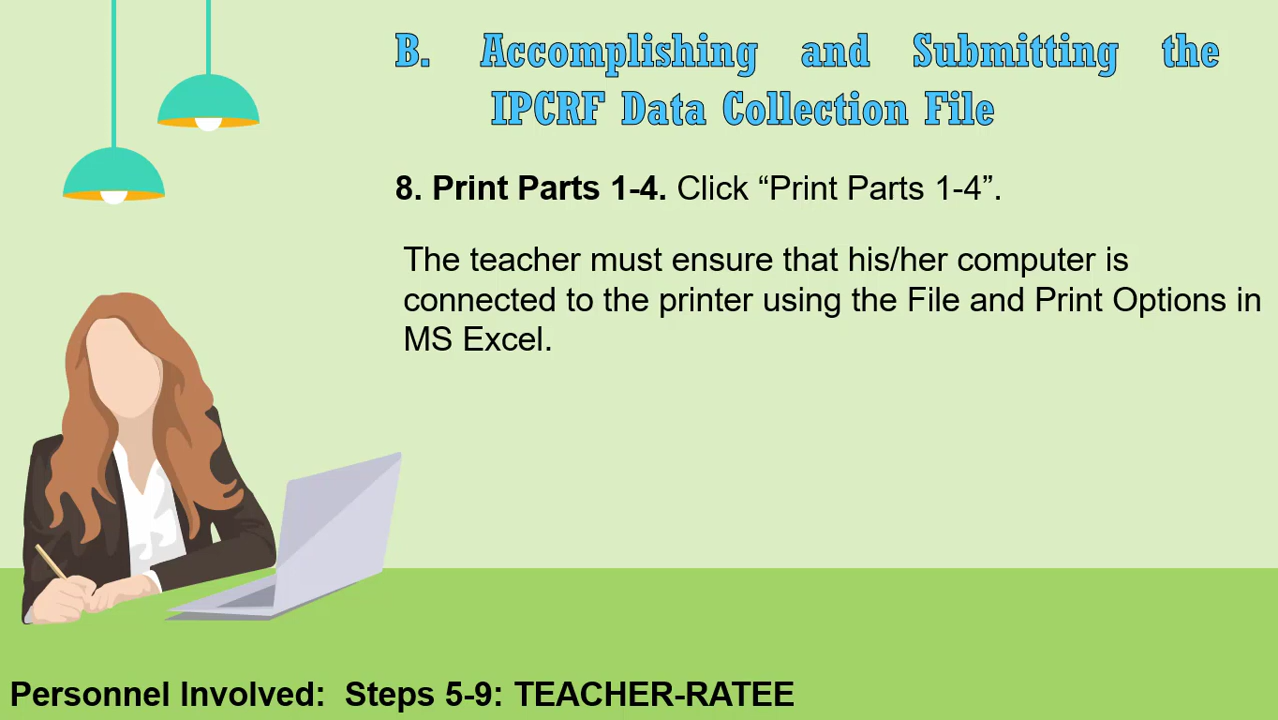 B. Accomplishing and Submitting the
IPCRF Data Collection File
8. Print Parts 1-4. Click “Print Parts 1-4”.
The teacher must ensure that his/her computer is
connected to the printer using the File and Print Options in
MS Excel.
Personnel Involved: Steps 5-9: TEACHER-RATEE